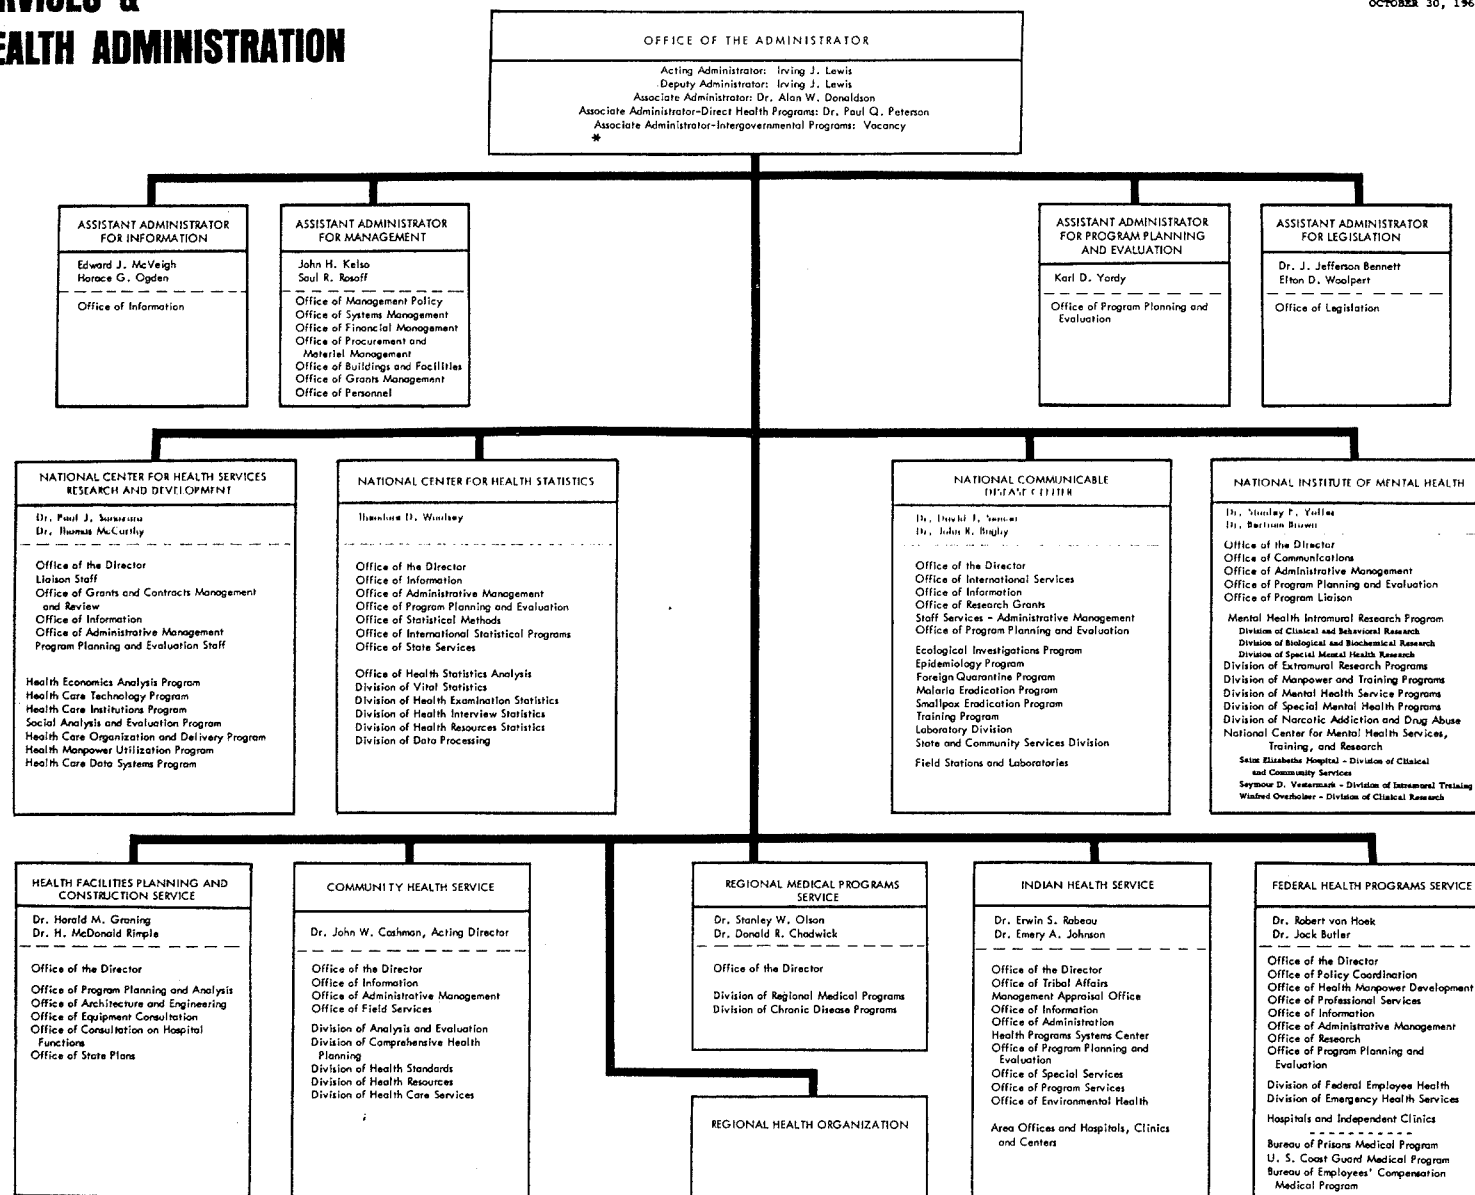 RVICES &
EALTH ADMINISTRATION
OCTOBER 30, 196
OFFICE OF THE ADMINISTRATOR
Acting Administrator: Irving J. Lewis
Deputy Administrator: Irving J. Lewis
Associate Administrator: Dr. Alan W. Donaldson
Associate Administrator-Direct Health Programs: Dr. Paul Q. Peterson
Associate Administrator-Intergovernmental Programs: Vacancy
*
ASSISTANT ADMINISTRATOR
FOR INFORMATION
Edward J. McVeigh
Horace G. Ogden
Office of Information
ASSISTANT ADMINISTRATOR
FOR MANAGEMENT
John H. Kelso
Saul R. Rosoff
Office of Management Policy
Office of Systems Management
Office of Financial Management
Office of Procurement and
Materiel Management
Office of Buildings and Facilities
Office of Grants Management
Office of Personnel
ASSISTANT ADMINISTRATOR
FOR PROGRAM PLANNING
AND EVALUATION
Karl D. Yordy
Office of Program Planning and
Evaluation
ASSISTANT ADMINISTRATOR
FOR LEGISLATION
Dr. J. Jefferson Bennett
Elton D. Woolpert
Office of Legislation
NATIONAL CENTER FOR HEALTH SERVICES
RESEARCH AND DEVELOPMENT
Dr. Paul J.
Dr. Thomas McCarthy
Office of the Director
Liaison Staff
Office of Grants and Contracts Management
and Review
Office of Information
Office of Administrative Management
Program Planning and Evaluation Staff
Health Economics Analysis Program
Health Care Technology Program
Health Care Institutions Program
Social Analysis and Evaluation Program
Health Care Organization and Delivery Program
Health Manpower Utilization Program
Health Care Data Systems Program
NATIONAL CENTER FOR HEALTH STATISTICS
Theodore D. Woolsey
Office of the Director
Office of Information
Office of Administrative Management
Office of Program Planning and Evaluation
Office of Statistical Methods
Office of International Statistical Programs
Office of State Services
Office of Health Statistics Analysis
Division of Vital Statistics
Division of Health Examination Statistics
Division of Health Interview Statistics
Division of Health Resources Statistics
Division of Data Processing
NATIONAL COMMUNICABLE
DISEASE CENTER
Dr. David J. Sencer
Dr. John R. Bagby
Office of the Director
Office of International Services
Office of Information
Office of Research Grants
Staff Services - Administrative Management
Office of Program Planning and Evaluation
Ecological Investigations Program
Epidemiology Program
Foreign Quarantine Program
Malaria Eradication Program
Smallpox Eradication Program
Training Program
Laboratory Division
State and Community Services Division
Field Stations and Laboratories
NATIONAL INSTITUTE OF MENTAL HEALTH
Dr. Stanley F. Yolles
Dr. Bertram Brown
Office of the Director
Office of Communications
Office of Administrative Management
Office of Program Planning and Evaluation
Office of Program Liaison
Mental Health Intramural Research Program
Division of Clinical and Behavioral Research
Division of Biological and Biochemical Research
Division of Special Mental Health Research
Division of Extramural Research Programs
Division of Manpower and Training Programs
Division of Mental Health Service Programs
Division of Special Mental Health Programs
Division of Narcotic Addiction and Drug Abuse
National Center for Mental Health Services,
Training, and Research
Saint Elizabeths Hospital - Division of Clinical
and Community Services
Seymour D. Vestermark - Division of Intramural Training
Winfred Overholser - Division of Clinical Research
HEALTH FACILITIES PLANNING AND
CONSTRUCTION SERVICE
Dr. Harald M. Graning
Dr. H. McDonald Rimple
Office of the Director
Office of Program Planning and Analysis
Office of Architecture and Engineering
Office of Equipment Consultation
Office of Consultation on Hospital
Functions
Office of State Plans
COMMUNITY HEALTH SERVICE
Dr. John W. Cashman, Acting Director
Office of the Director
Office of Information
Office of Administrative Management
Office of Field Services
Division of Analysis and Evaluation
Division of Comprehensive Health
Planning
Division of Health Standards
Division of Health Resources
Division of Health Care Services
REGIONAL MEDICAL PROGRAMS
SERVICE
Dr. Stanley W. Olson
Dr. Donald R. Chadwick
Office of the Director
Division of Regional Medical Programs
Division of Chronic Disease Programs
REGIONAL HEALTH ORGANIZATION
INDIAN HEALTH SERVICE
Dr. Erwin S. Rabeau
Dr. Emery A. Johnson
Office of the Director
Office of Tribal Affairs
Management Appraisal Office
Office of Information
Office of Administration
Health Programs Systems Center
Office of Program Planning and
Evaluation
Office of Special Services
Office of Program Services
Office of Environmental Health
Area Offices and Hospitals, Clinics
and Centers
FEDERAL HEALTH PROGRAMS SERVICE
Dr. Robert van Hoek
Dr. Jock Butler
Office of the Director
Office of Policy Coordination
Office of Health Manpower Development
Office of Professional Services
Office of Information
Office of Administrative Management
Office of Research
Office of Program Planning and
Evaluation
Division of Federal Employee Health
Division of Emergency Health Services
Hospitals and Independent Clinics
Bureau of Prisons Medical Program
U. S. Coast Guard Medical Program
Bureau of Employees' Compensation
Medical Program